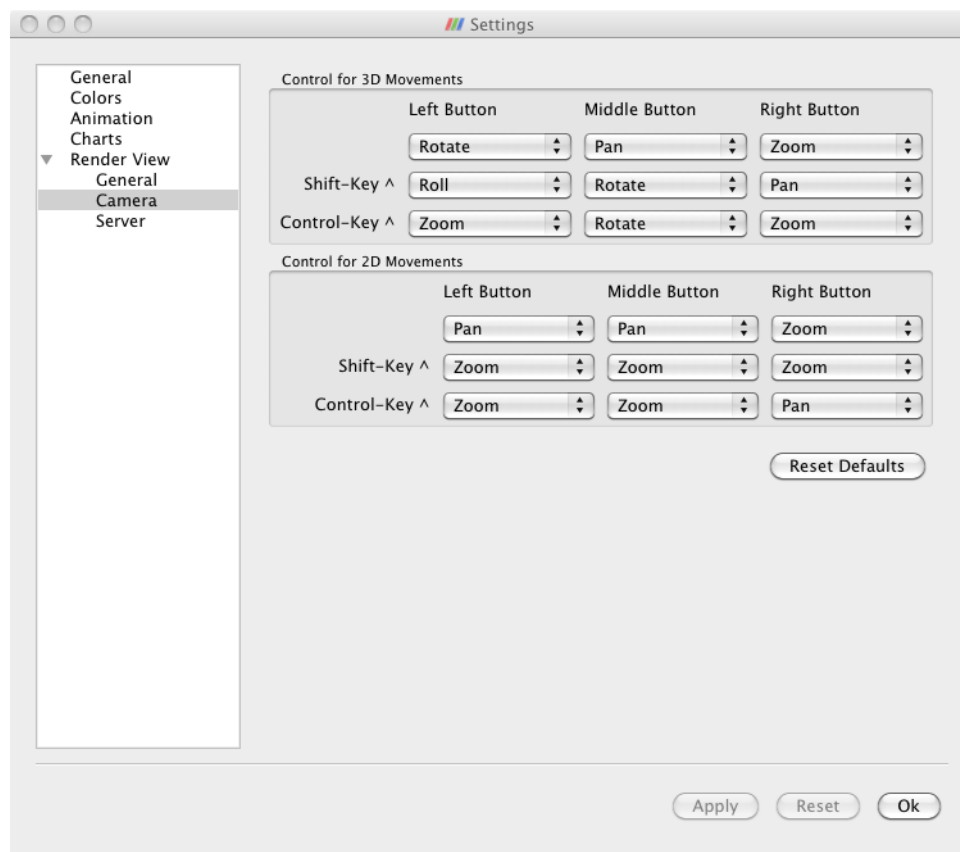 Settings
General
Colors
Animation
Charts
Render View
General
Camera
Server
Control for 3D Movements
Left Button Middle Button Right Button
Rotate Pan Zoom
Shift-Key ^ Roll Rotate Pan
Control-Key ^ Zoom Rotate Zoom
Control for 2D Movements
Left Button Middle Button Right Button
Pan Pan Zoom
Shift-Key ^ Zoom Zoom Zoom
Control-Key ^ Zoom Zoom Pan
Reset Defaults
Apply Reset Ok